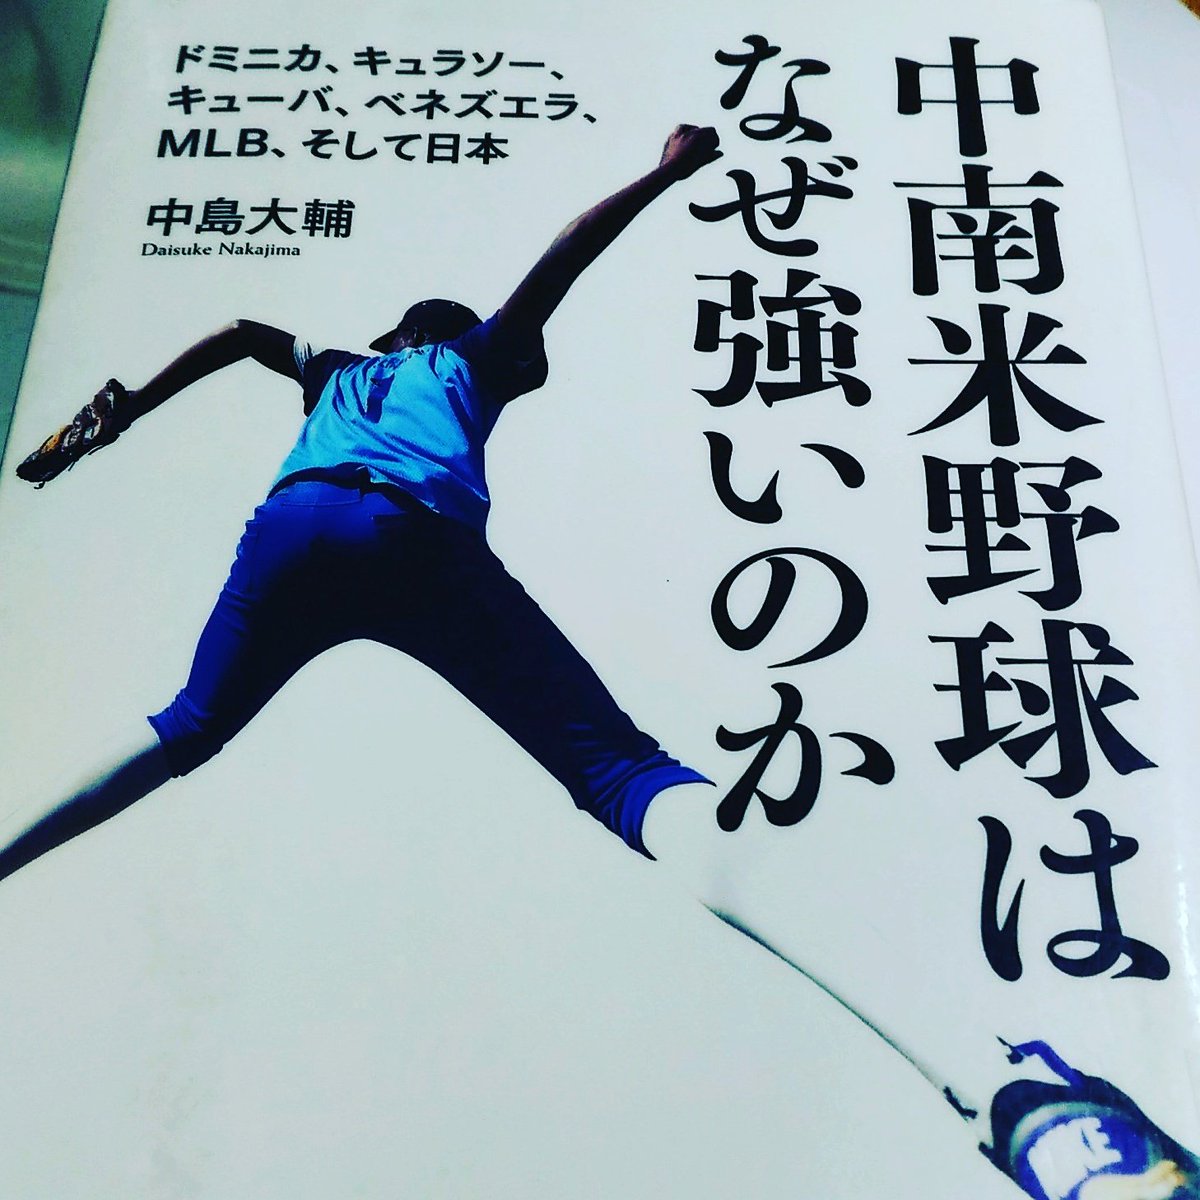 中南米野球は
なぜ強いのか
ドミニカ、キュラソー、
キューバ、ベネズエラ、
MLB、そして日本
中島大輔
Daisuke Nakajima
NIKE